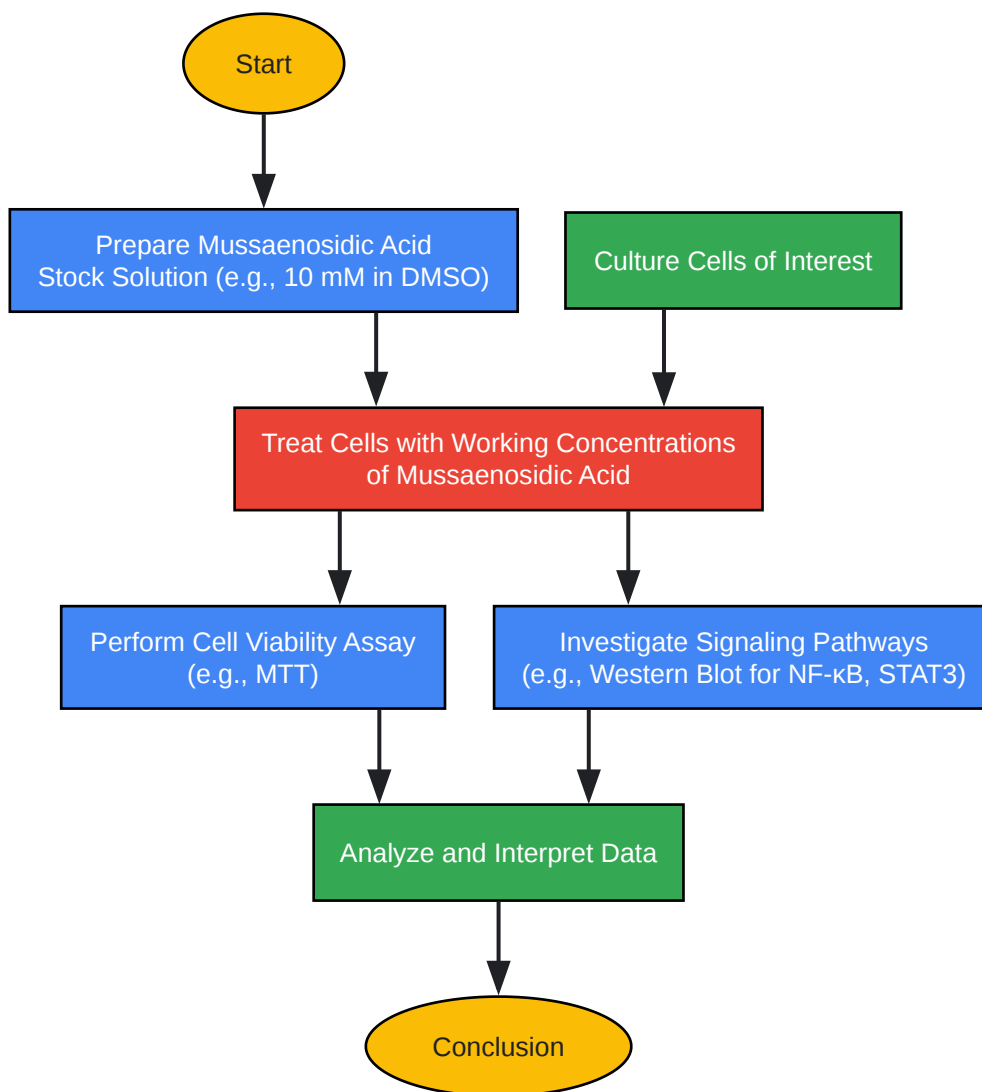 Start
Prepare Mussaenosidic Acid
Stock Solution (e.g., 10 mM in DMSO)
Culture Cells of Interest
Treat Cells with Working Concentrations
of Mussaenosidic Acid
Perform Cell Viability Assay
(e.g., MTT)
Investigate Signaling Pathways
(e.g., Western Blot for NF-κB, STAT3)
Analyze and Interpret Data
Conclusion